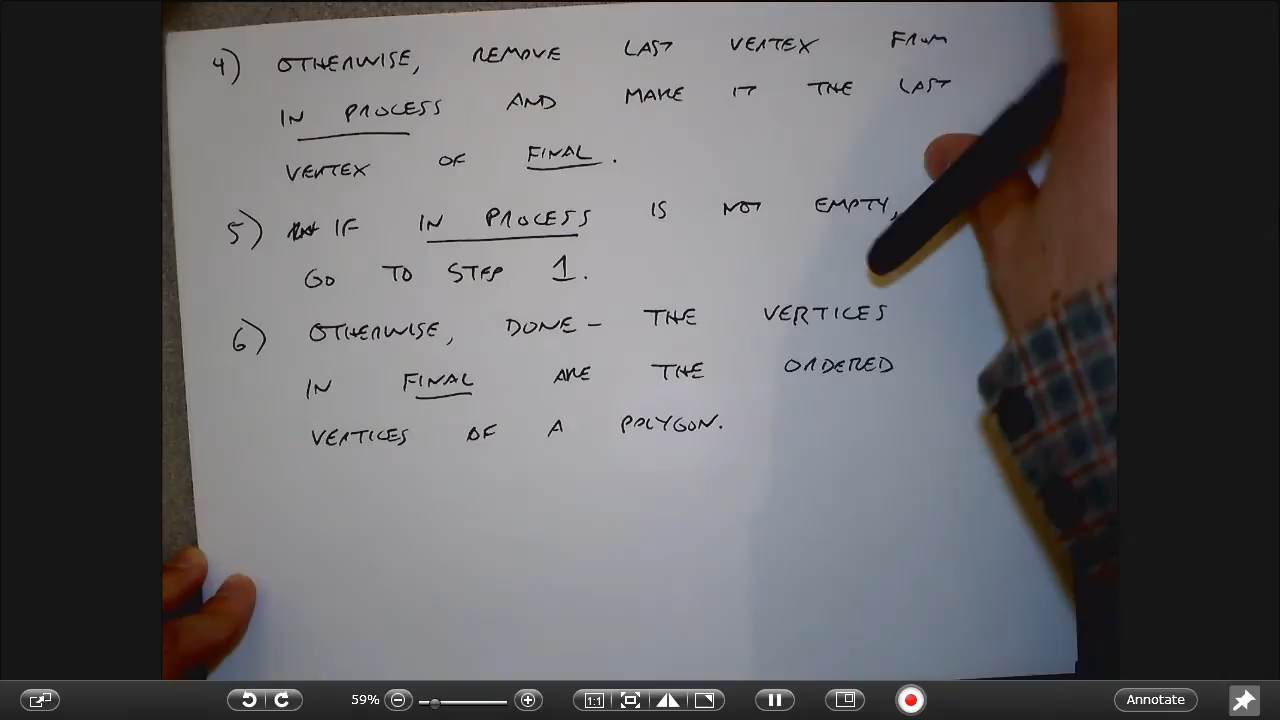 4) OTHERWISE, REMOVE LAST VERTEX FROM
IN PROCESS AND MAKE IT THE LAST
VERTEX OF FINAL.
5) IF IN PROCESS IS NOT EMPTY,
GO TO STEP 1.
6) OTHERWISE, DONE – THE VERTICES
IN FINAL ARE THE ORDERED
VERTICES OF A POLYGON.
59%
1:1
Annotate